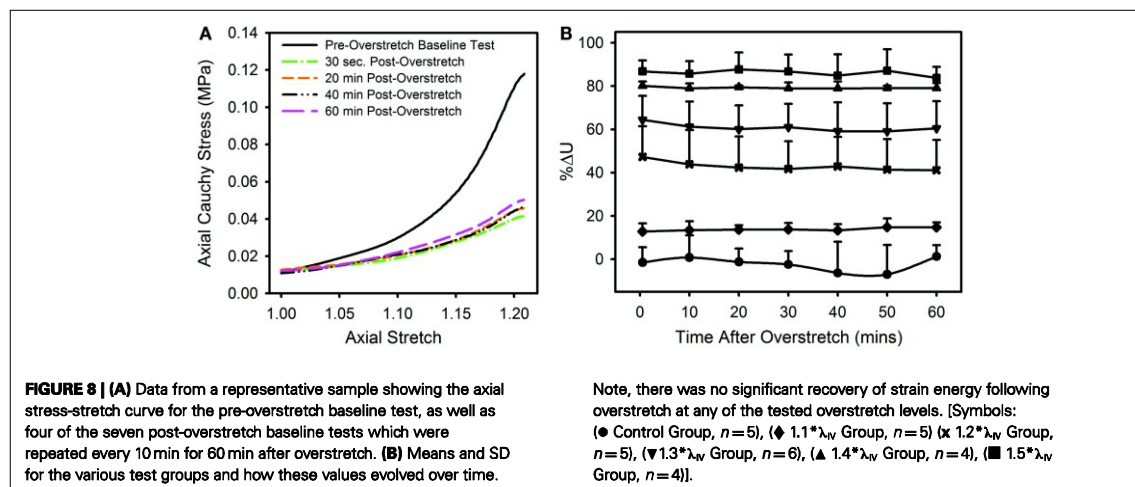 A
0.14
0.12
0.10
0.08
0.06
0.04
0.02
0.00
Axial Cauchy Stress (MPa)
Pre-Overstretch Baseline Test
30 sec. Post-Overstretch
20 min Post-Overstretch
40 min Post-Overstretch
60 min Post-Overstretch
1.00 1.05 1.10 1.15 1.20
Axial Stretch
B
100
80
60
40
20
0
%ΔU
0 10 20 30 40 50 60
Time After Overstretch (mins)
FIGURE 8 | (A) Data from a representative sample showing the axial
stress-stretch curve for the pre-overstretch baseline test, as well as
four of the seven post-overstretch baseline tests which were
repeated every 10 min for 60 min after overstretch. (B) Means and SD
for the various test groups and how these values evolved over time.
Note, there was no significant recovery of strain energy following
overstretch at any of the tested overstretch levels. [Symbols:
(● Control Group, n=5), (♦ 1.1*λIV Group, n=5) (x 1.2*λIV Group,
n=5), (▼1.3*λIV Group, n=6), (▲ 1.4*λIV Group, n=4), (■ 1.5*λIV
Group, n=4)].